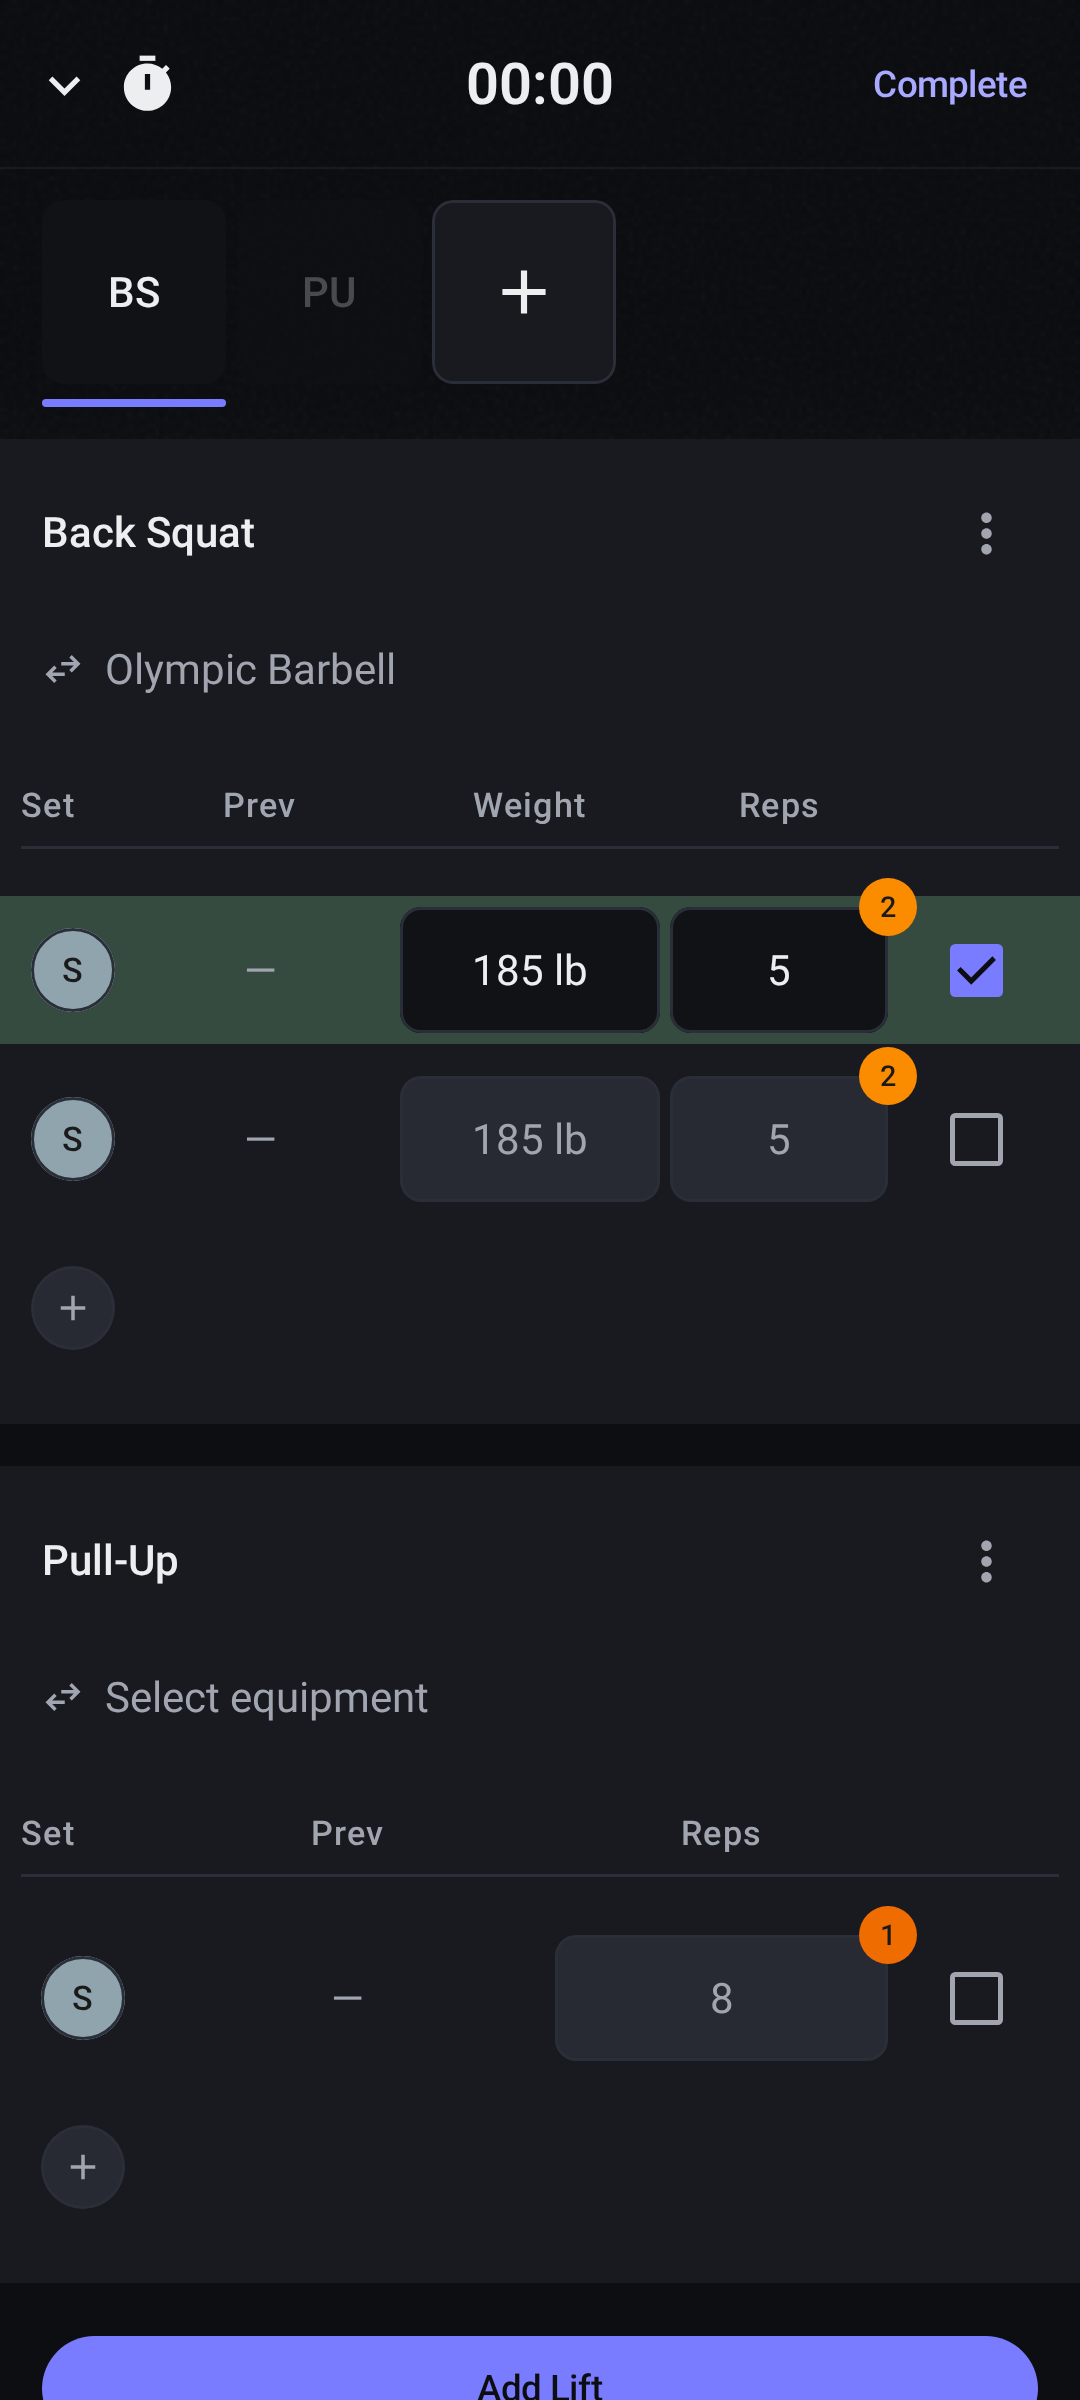 00:00 Complete
BS PU +
Back Squat
Olympic Barbell
Set Prev Weight Reps
S — 185 lb 5 2
S — 185 lb 5 2
+
Pull-Up
Select equipment
Set Prev Reps
S — 8 1
+
Add Lift